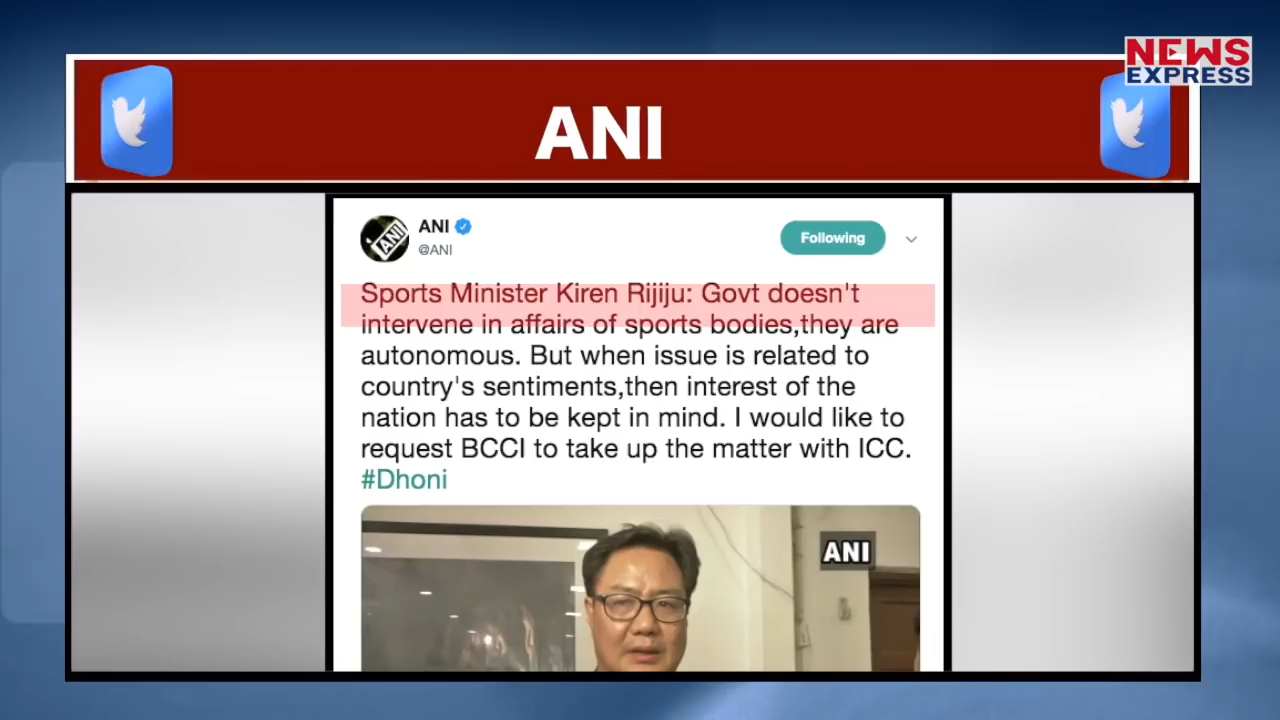 NEWS
EXPRESS
ANI
ANI
ANI
@ANI
Following
Sports Minister Kiren Rijiju: Govt doesn't
intervene in affairs of sports bodies,they are
autonomous. But when issue is related to
country's sentiments,then interest of the
nation has to be kept in mind. I would like to
request BCCI to take up the matter with ICC.
#Dhoni
ANI